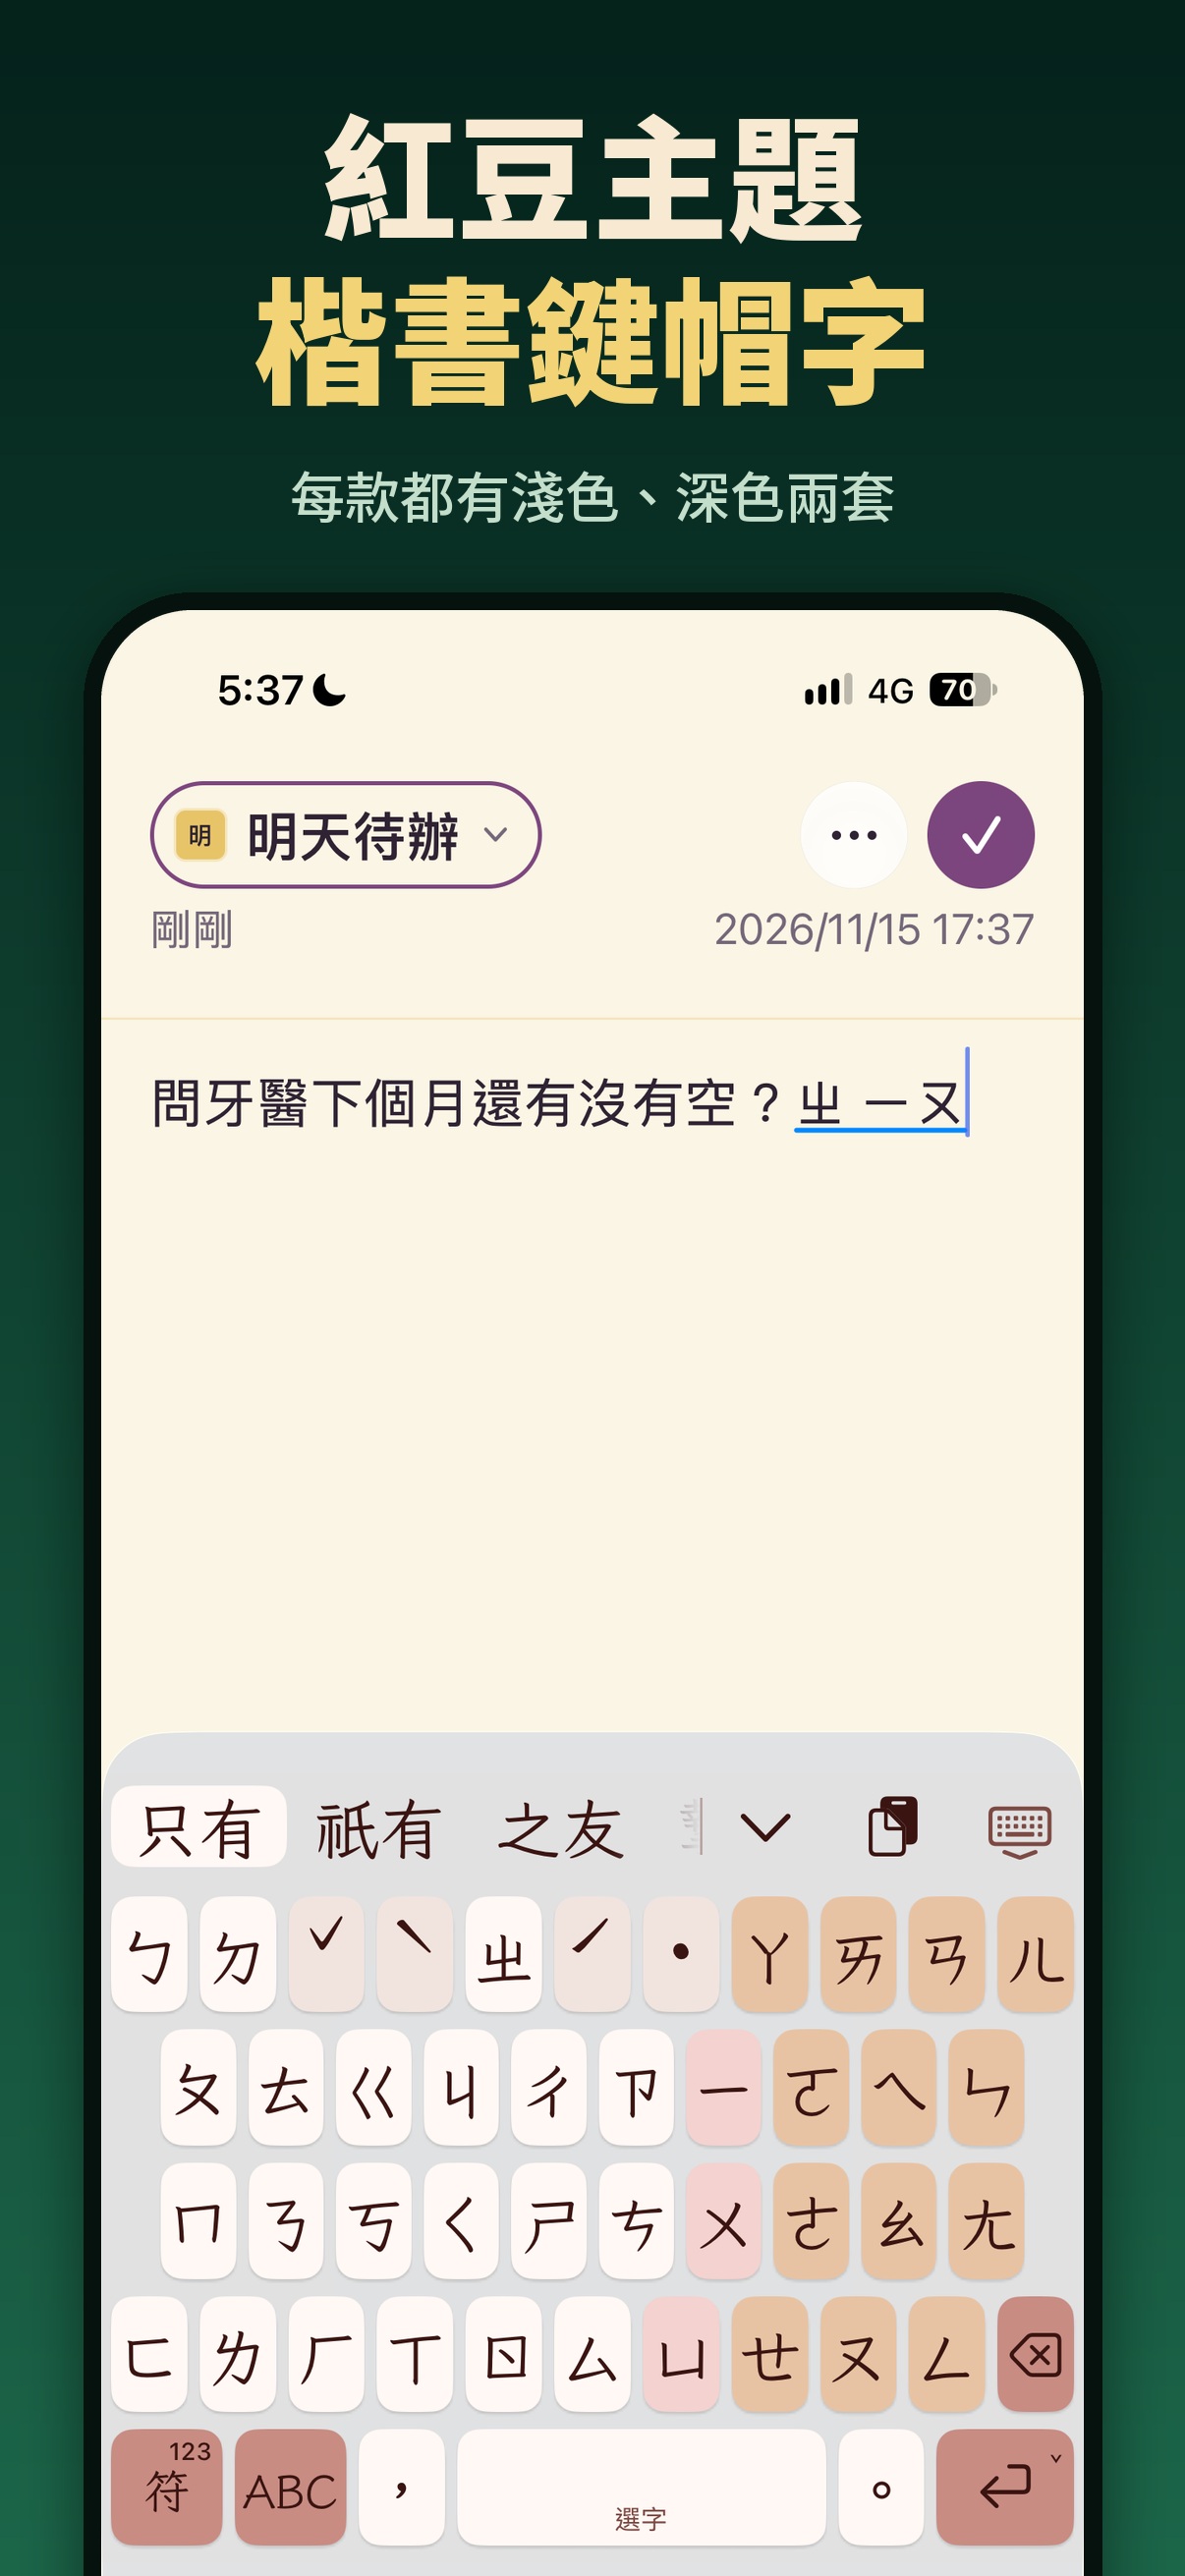 紅豆主題
楷書鍵帽字
每款都有淺色、深色兩套
5:37 4G 70
明 明天待辦
剛剛 2026/11/15 17:37
問牙醫下個月還有沒有空？ㄓ ㄧㄡ
只有 祇有 之友
ㄅ ㄉ ˇ ˋ ㄓ ˊ ˙ ㄚ ㄞ ㄢ ㄦ
ㄆ ㄊ ㄍ ㄐ ㄔ ㄗ ㄧ ㄛ ㄟ ㄣ
ㄇ ㄋ ㄎ ㄑ ㄕ ㄘ ㄨ ㄜ ㄠ ㄤ
ㄈ ㄌ ㄏ ㄒ ㄖ ㄙ ㄩ ㄝ ㄡ ㄥ
123
符 ABC ， 選字 。